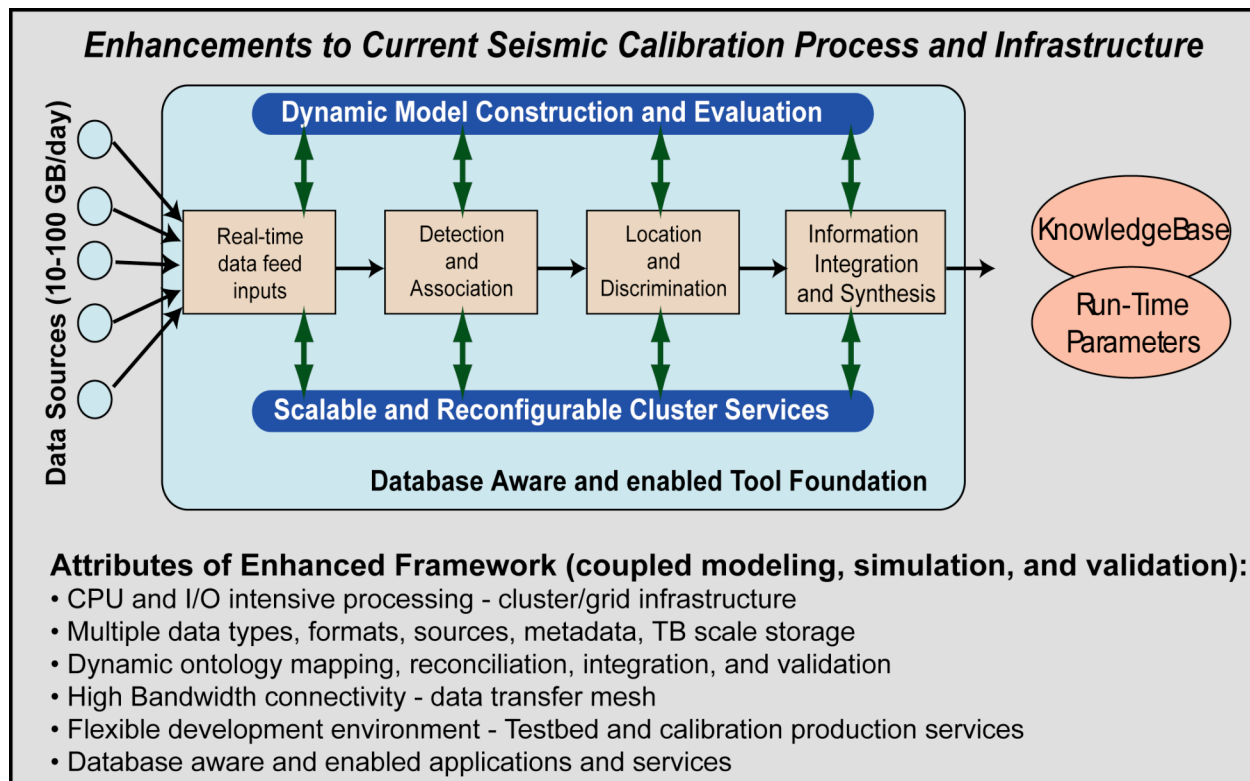 Enhancements to Current Seismic Calibration Process and Infrastructure
Data Sources (10-100 GB/day)
Dynamic Model Construction and Evaluation
Real-time
data feed
inputs
Detection
and
Association
Location
and
Discrimination
Information
Integration
and Synthesis
KnowledgeBase
Run-Time
Parameters
Scalable and Reconfigurable Cluster Services
Database Aware and enabled Tool Foundation
Attributes of Enhanced Framework (coupled modeling, simulation, and validation):
• CPU and I/O intensive processing - cluster/grid infrastructure
• Multiple data types, formats, sources, metadata, TB scale storage
• Dynamic ontology mapping, reconciliation, integration, and validation
• High Bandwidth connectivity - data transfer mesh
• Flexible development environment - Testbed and calibration production services
• Database aware and enabled applications and services